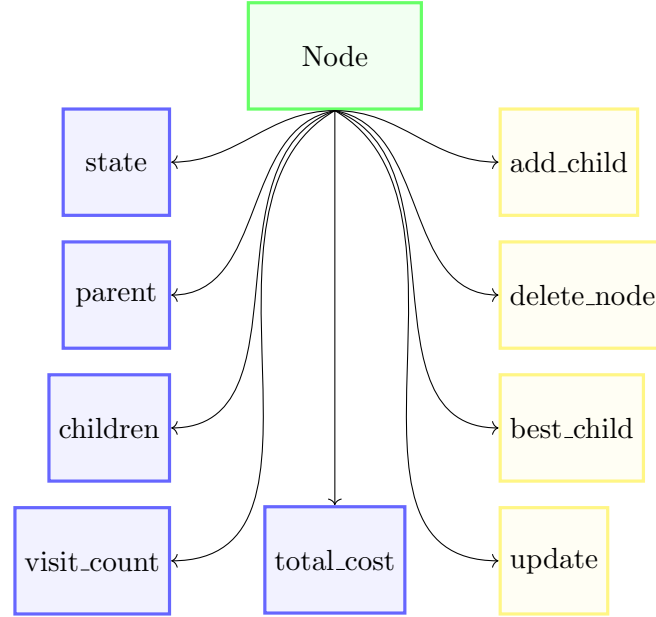 Node
state
add_child
parent
delete_node
children
best_child
visit_count
total_cost
update